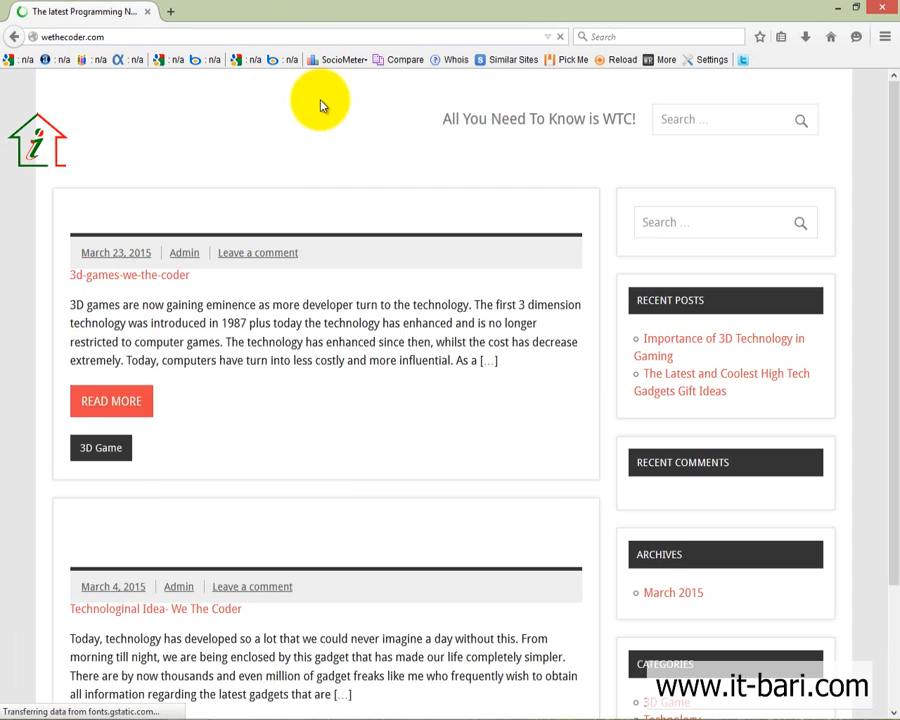 The latest Programming N...
wethecoder.com
Search
: n/a : n/a : n/a : n/a : n/a : n/a : n/a : n/a SocioMeter Compare Whois Similar Sites Pick Me Reload More Settings
All You Need To Know is WTC!
Search ...
i
March 23, 2015 Admin Leave a comment
3d-games-we-the-coder
3D games are now gaining eminence as more developer turn to the technology. The first 3 dimension
technology was introduced in 1987 plus today the technology has enhanced and is no longer
restricted to computer games. The technology has enhanced since then, whilst the cost has decrease
extremely. Today, computers have turn into less costly and more influential. As a [...]
READ MORE
3D Game
March 4, 2015 Admin Leave a comment
Technologinal Idea- We The Coder
Today, technology has developed so a lot that we could never imagine a day without this. From
morning till night, we are being enclosed by this gadget that has made our life completely simpler.
There are by now thousands and even million of gadget freaks like me who frequently wish to obtain
all information regarding the latest gadgets that are [...]
Search ...
RECENT POSTS
Importance of 3D Technology in
Gaming
The Latest and Coolest High Tech
Gadgets Gift Ideas
RECENT COMMENTS
ARCHIVES
March 2015
CATEGORIES
3D Game
Technology
www.it-bari.com
Transferring data from fonts.gstatic.com...